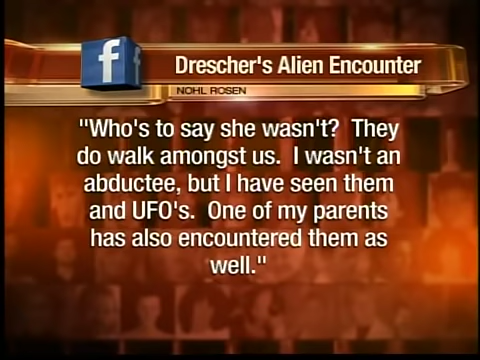 Drescher's Alien Encounter
NOHL ROSEN
"Who's to say she wasn't?  They
do walk amongst us.  I wasn't an
abductee, but I have seen them
and UFO's.  One of my parents
has also encountered them as
well."